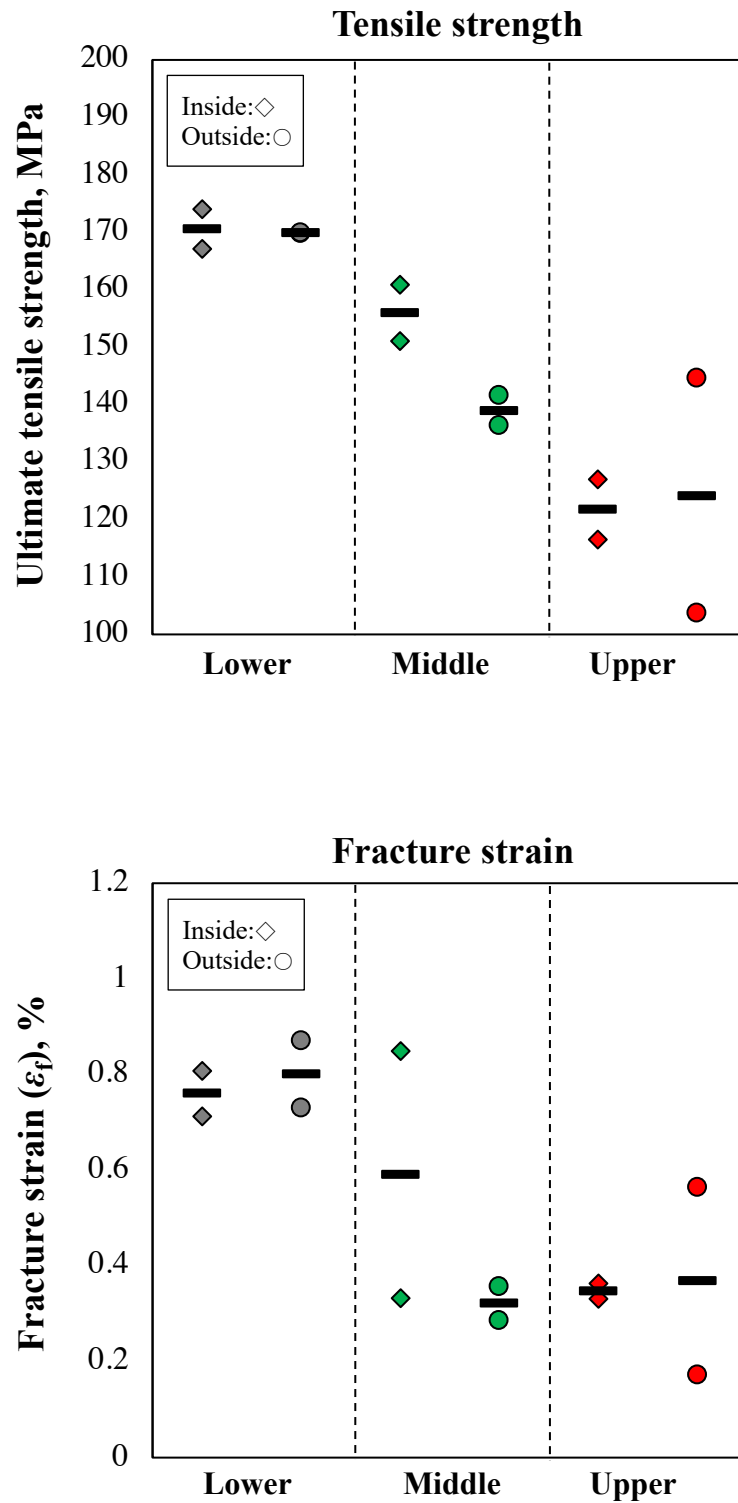 Tensile strength
Ultimate tensile strength, MPa
200
190
180
170
160
150
140
130
120
110
100
Inside:◇
Outside:○
Lower
Middle
Upper
Fracture strain
Fracture strain (εf), %
1.2
1
0.8
0.6
0.4
0.2
0
Inside:◇
Outside:○
Lower
Middle
Upper